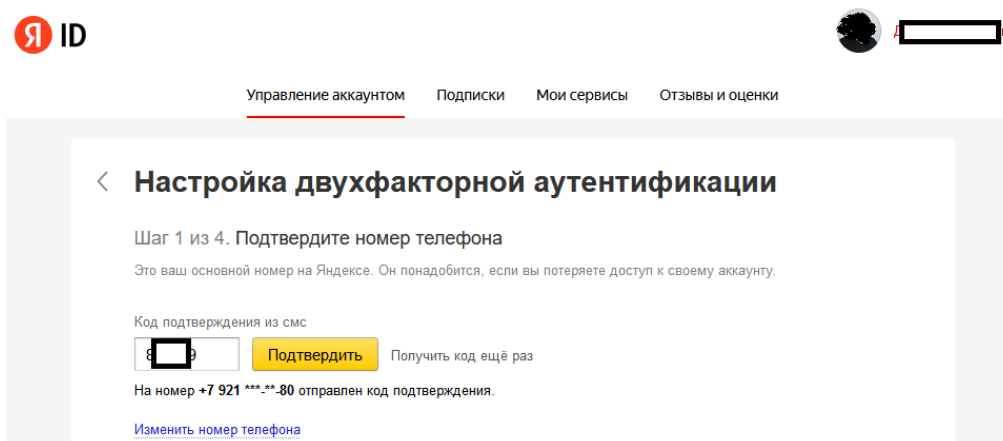 Я ID
Управление аккаунтом Подписки Мои сервисы Отзывы и оценки
Настройка двухфакторной аутентификации
Шаг 1 из 4. Подтвердите номер телефона
Это ваш основной номер на Яндексе. Он понадобится, если вы потеряете доступ к своему аккаунту.
Код подтверждения из смс
8 9 Подтвердить Получить код ещё раз
На номер +7 921 ***-**-80 отправлен код подтверждения.
Изменить номер телефона